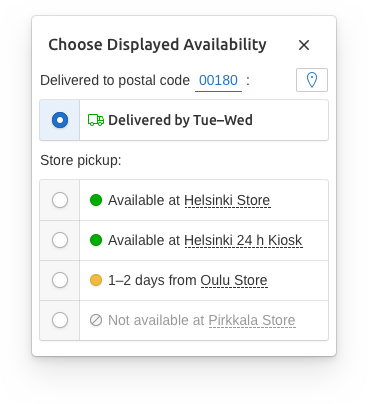 Choose Displayed Availability
Delivered to postal code 00180 :
Delivered by Tue–Wed
Store pickup:
Available at Helsinki Store
Available at Helsinki 24 h Kiosk
1–2 days from Oulu Store
Not available at Pirkkala Store